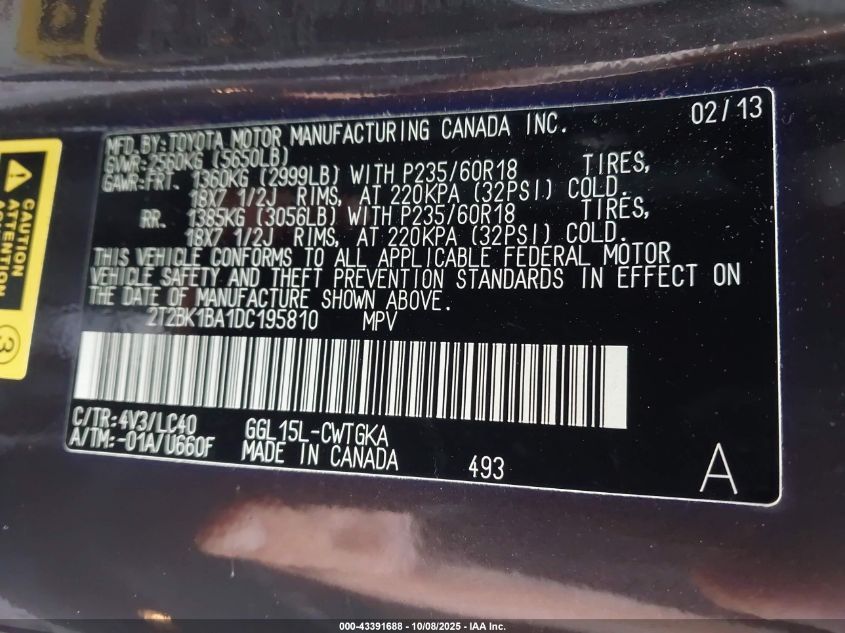 02/13
MFD. BY: TOYOTA MOTOR MANUFACTURING CANADA INC.
GVWR: 2560KG (5650LB)
GAWR: FRT. 1360KG (2999LB) WITH P235/60R18 TIRES,
18X7 1/2J RIMS, AT 220KPA (32PSI) COLD.
RR. 1385KG (3056LB) WITH P235/60R18 TIRES,
18X7 1/2J RIMS, AT 220KPA (32PSI) COLD.
THIS VEHICLE CONFORMS TO ALL APPLICABLE FEDERAL MOTOR
VEHICLE SAFETY AND THEFT PREVENTION STANDARDS IN EFFECT ON
THE DATE OF MANUFACTURE SHOWN ABOVE.
2T2BK1BA1DC195810 MPV
C/TR: 4V3/LC40 GGL15L-CWTGKA
A/TM: -01A/U660F MADE IN CANADA 493 A
CAUTION
ATTENTION
3
000-43391688 - 10/08/2025 - IAA Inc.